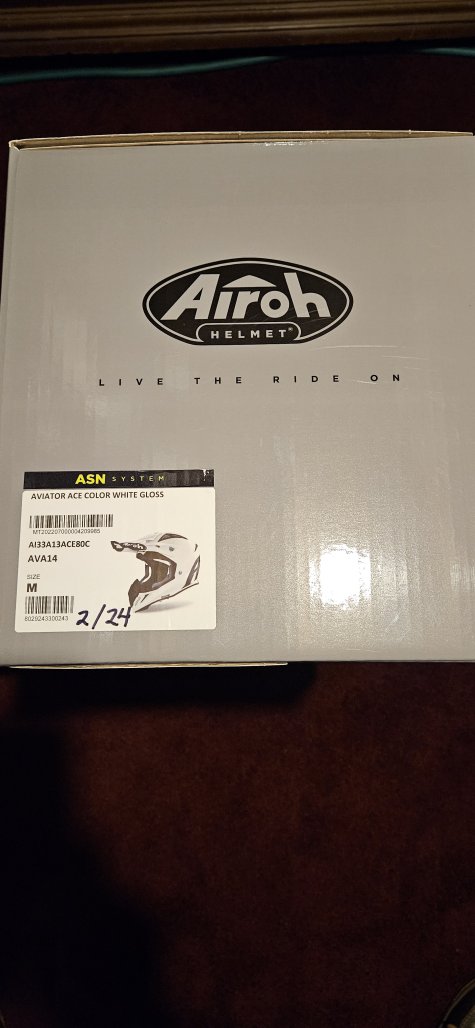 Airoh
HELMET®
LIVE THE RIDE ON
ASN SYSTEM
AVIATOR ACE COLOR WHITE GLOSS
MT202207000004209985
AI33A13ACE80C
AVA14
SIZE
M
8029243300243
2/24